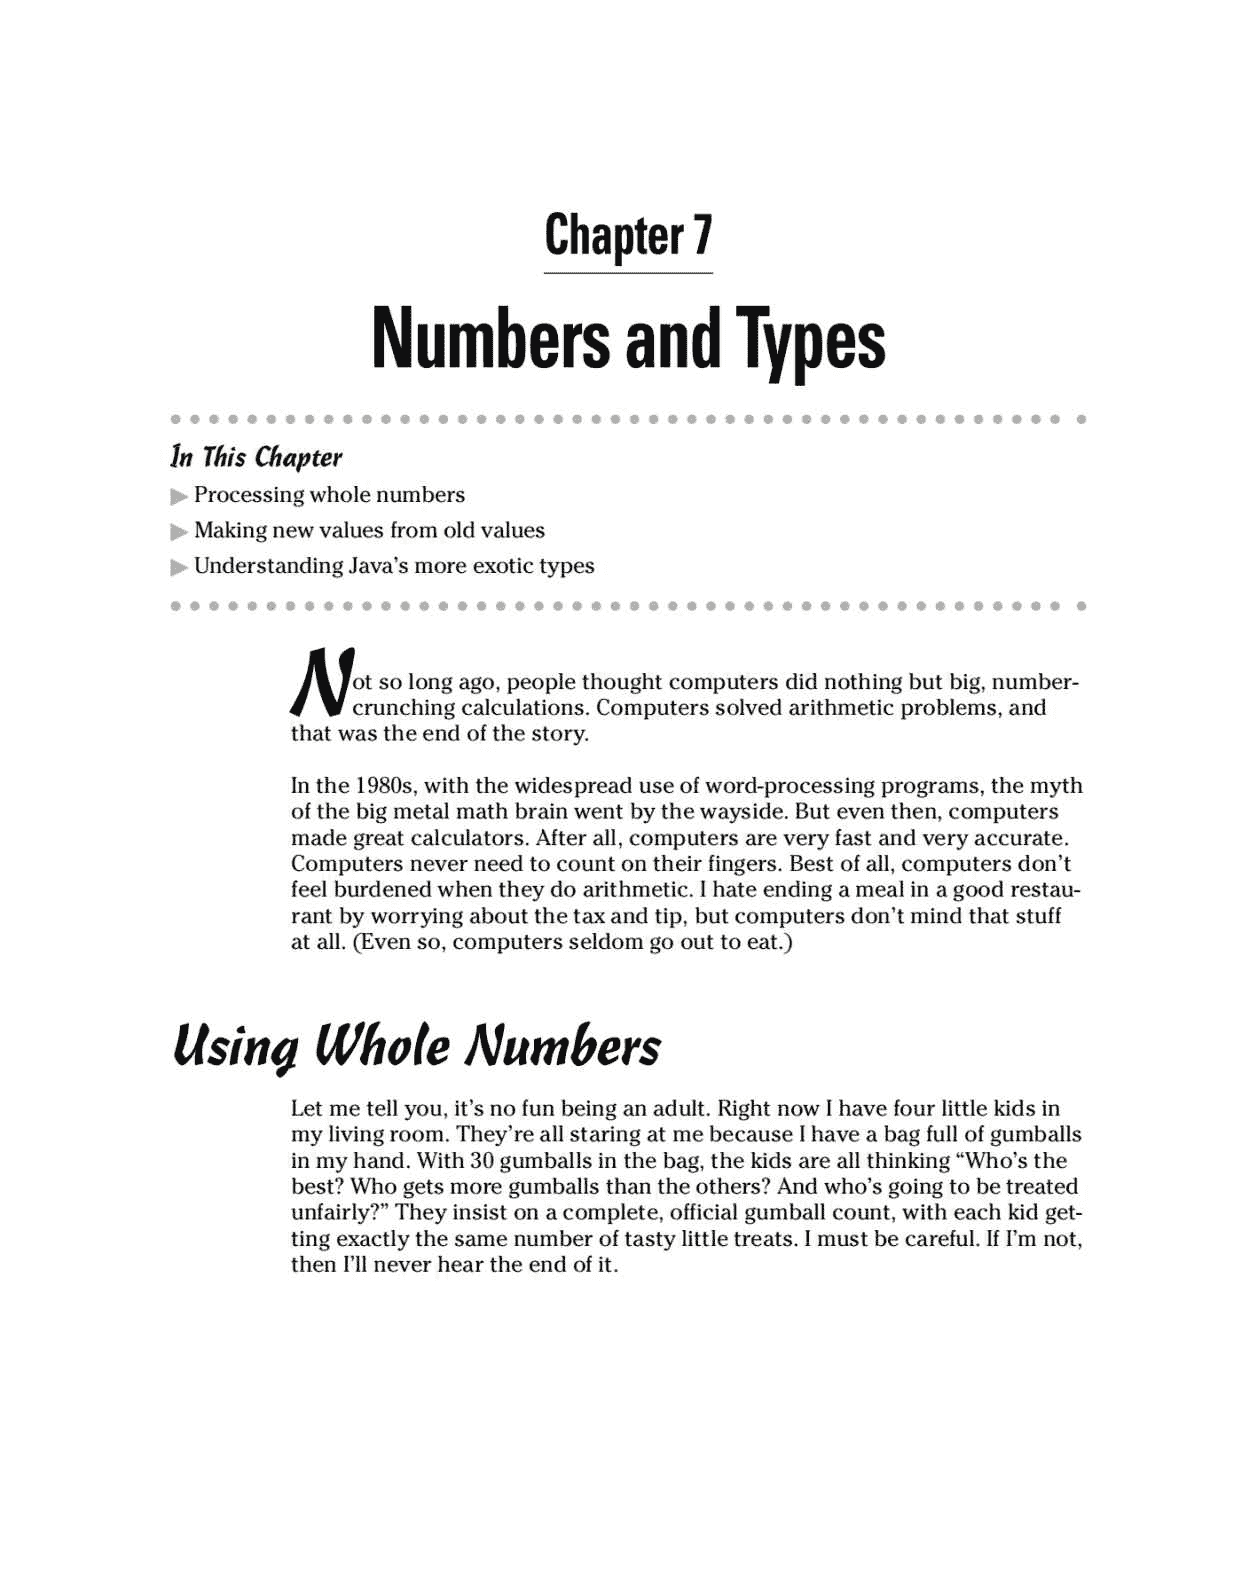 Chapter 7
Numbers and Types
In This Chapter
Processing whole numbers
Making new values from old values
Understanding Java’s more exotic types
Not so long ago, people thought computers did nothing but big, number-
crunching calculations. Computers solved arithmetic problems, and
that was the end of the story.
In the 1980s, with the widespread use of word-processing programs, the myth
of the big metal math brain went by the wayside. But even then, computers
made great calculators. After all, computers are very fast and very accurate.
Computers never need to count on their fingers. Best of all, computers don’t
feel burdened when they do arithmetic. I hate ending a meal in a good restau-
rant by worrying about the tax and tip, but computers don’t mind that stuff
at all. (Even so, computers seldom go out to eat.)
Using Whole Numbers
Let me tell you, it’s no fun being an adult. Right now I have four little kids in
my living room. They’re all staring at me because I have a bag full of gumballs
in my hand. With 30 gumballs in the bag, the kids are all thinking “Who’s the
best? Who gets more gumballs than the others? And who’s going to be treated
unfairly?” They insist on a complete, official gumball count, with each kid get-
ting exactly the same number of tasty little treats. I must be careful. If I’m not,
then I’ll never hear the end of it.